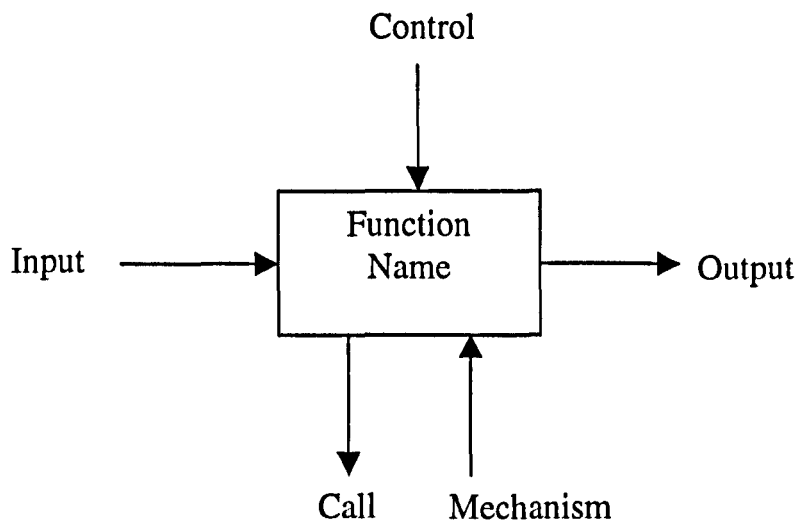 Control
Function
Name
Input
Output
Call
Mechanism